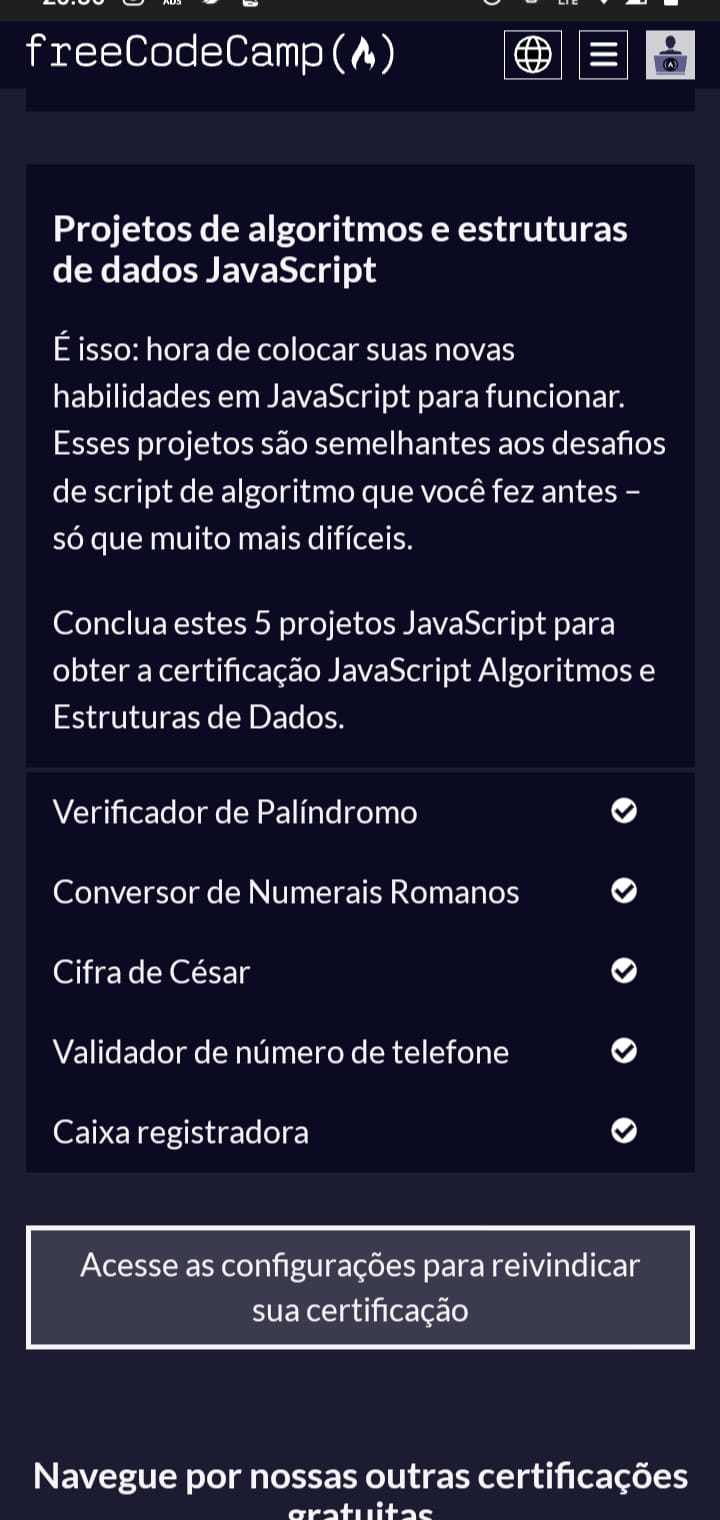 freeCodeCamp(🔥)
Projetos de algoritmos e estruturas
de dados JavaScript
É isso: hora de colocar suas novas
habilidades em JavaScript para funcionar.
Esses projetos são semelhantes aos desafios
de script de algoritmo que você fez antes –
só que muito mais difíceis.
Conclua estes 5 projetos JavaScript para
obter a certificação JavaScript Algoritmos e
Estruturas de Dados.
Verificador de Palíndromo
Conversor de Numerais Romanos
Cifra de César
Validador de número de telefone
Caixa registradora
Acesse as configurações para reivindicar
sua certificação
Navegue por nossas outras certificações
gratuitas